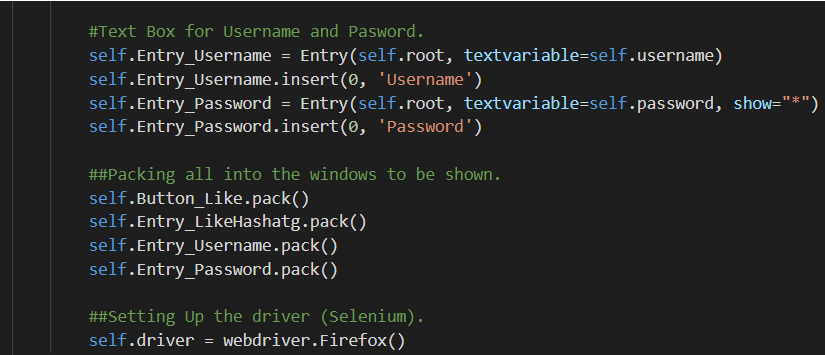 #Text Box for Username and Pasword.
self.Entry_Username = Entry(self.root, textvariable=self.username)
self.Entry_Username.insert(0, 'Username')
self.Entry_Password = Entry(self.root, textvariable=self.password, show="*")
self.Entry_Password.insert(0, 'Password')
##Packing all into the windows to be shown.
self.Button_Like.pack()
self.Entry_LikeHashatg.pack()
self.Entry_Username.pack()
self.Entry_Password.pack()
##Setting Up the driver (Selenium).
self.driver = webdriver.Firefox()